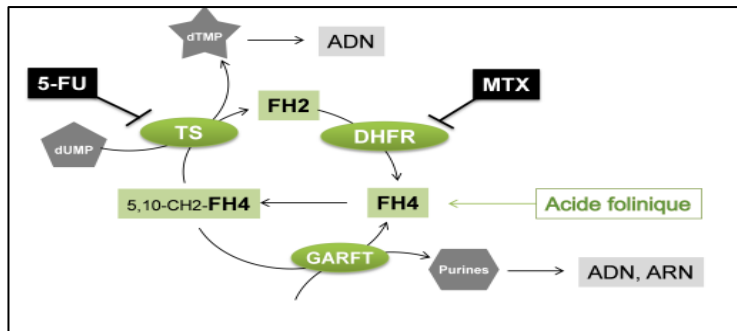 dTMP
ADN
5-FU
MTX
FH2
TS
DHFR
dUMP
5,10-CH2-FH4
FH4
Acide folinique
GARFT
Purines
ADN, ARN